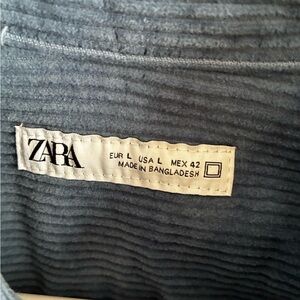 ZARA
EUR L USA L MEX 42
MADE IN BANGLADESH